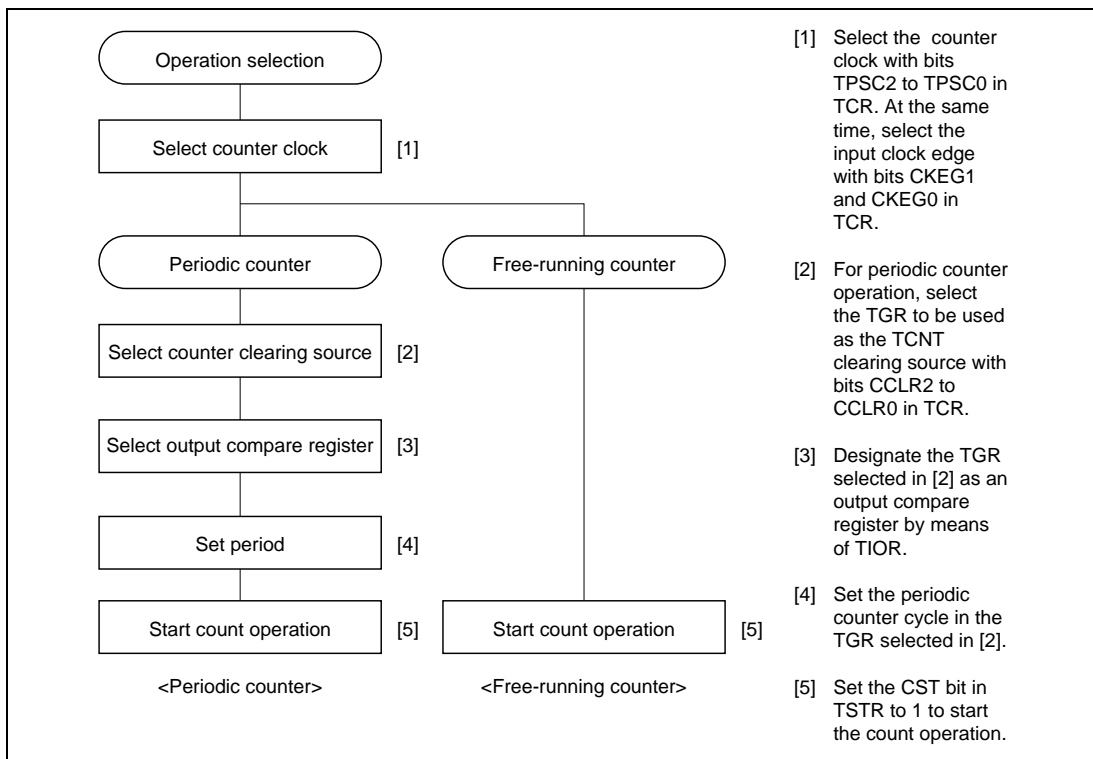 Operation selection
Select counter clock [1]
Periodic counter
Free-running counter
Select counter clearing source [2]
Select output compare register [3]
Set period [4]
Start count operation [5]
Start count operation [5]
<Periodic counter>
<Free-running counter>
[1] Select the counter
clock with bits
TPSC2 to TPSC0 in
TCR. At the same
time, select the
input clock edge
with bits CKEG1
and CKEG0 in
TCR.
[2] For periodic counter
operation, select
the TGR to be used
as the TCNT
clearing source with
bits CCLR2 to
CCLR0 in TCR.
[3] Designate the TGR
selected in [2] as an
output compare
register by means
of TIOR.
[4] Set the periodic
counter cycle in the
TGR selected in [2].
[5] Set the CST bit in
TSTR to 1 to start
the count operation.